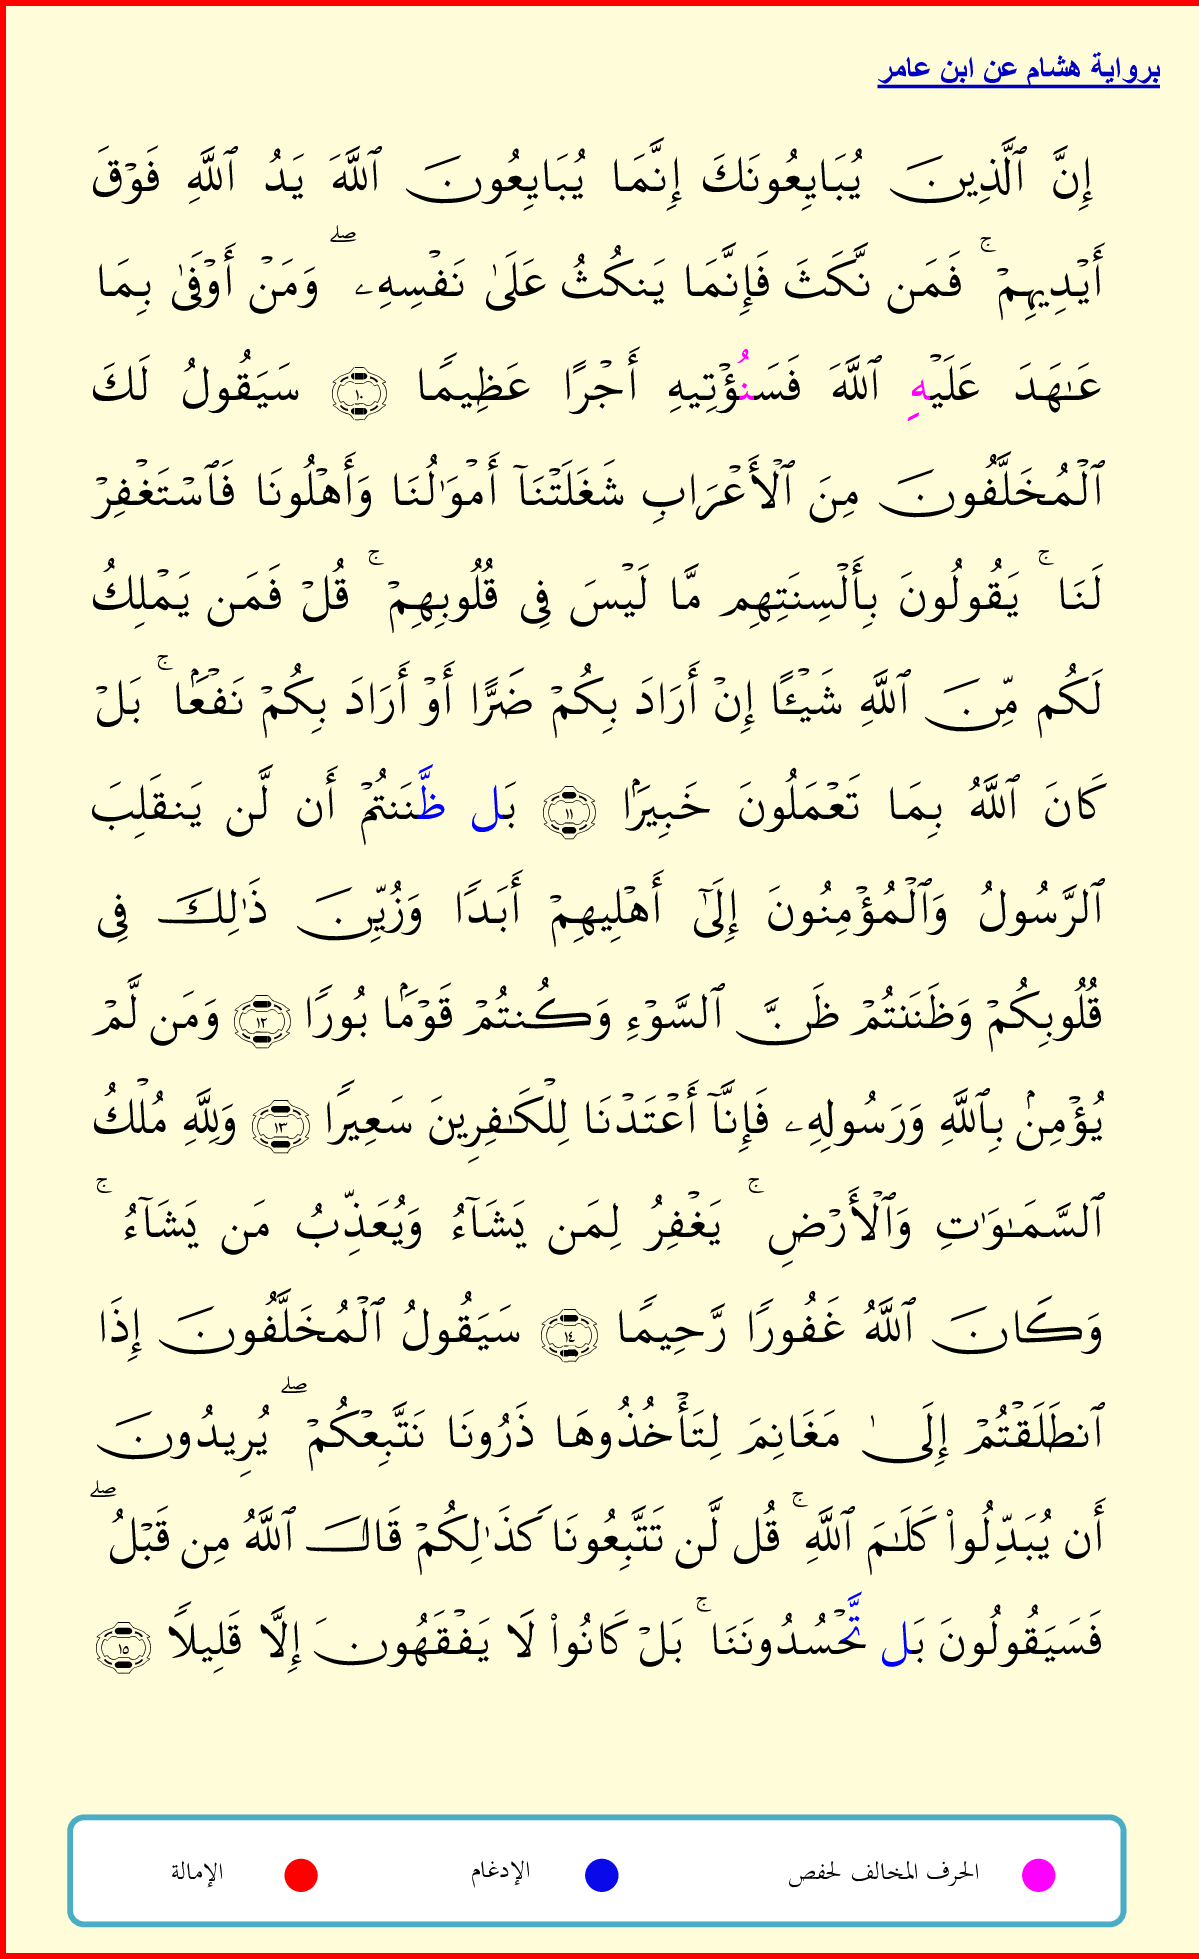 برواية هشام عن ابن عامر
إِنَّ ٱلَّذِينَ يُبَايِعُونَكَ إِنَّمَا يُبَايِعُونَ ٱللَّهَ يَدُ ٱللَّهِ فَوْقَ
أَيْدِيهِمْ ۚ فَمَن نَّكَثَ فَإِنَّمَا يَنكُثُ عَلَىٰ نَفْسِهِۦ ۖ وَمَنْ أَوْفَىٰ بِمَا
عَـٰهَدَ عَلَيْهِ ٱللَّهَ فَسَنُؤْتِيهِ أَجْرًا عَظِيمًا ١٠ سَيَقُولُ لَكَ
ٱلْمُخَلَّفُونَ مِنَ ٱلْأَعْرَابِ شَغَلَتْنَآ أَمْوَٰلُنَا وَأَهْلُونَا فَٱسْتَغْفِرْ
لَنَا ۚ يَقُولُونَ بِأَلْسِنَتِهِم مَّا لَيْسَ فِى قُلُوبِهِمْ ۚ قُلْ فَمَن يَمْلِكُ
لَكُم مِّنَ ٱللَّهِ شَيْـًٔا إِنْ أَرَادَ بِكُمْ ضَرًّا أَوْ أَرَادَ بِكُمْ نَفْعَۢا ۚ بَلْ
كَانَ ٱللَّهُ بِمَا تَعْمَلُونَ خَبِيرَۢا ١١ بَل ظَّنَنتُمْ أَن لَّن يَنقَلِبَ
ٱلرَّسُولُ وَٱلْمُؤْمِنُونَ إِلَىٰٓ أَهْلِيهِمْ أَبَدًا وَزُيِّنَ ذَٰلِكَ فِى
قُلُوبِكُمْ وَظَنَنتُمْ ظَنَّ ٱلسَّوْءِ وَكُنتُمْ قَوْمَۢا بُورًا ١٢ وَمَن لَّمْ
يُؤْمِنۢ بِٱللَّهِ وَرَسُولِهِۦ فَإِنَّآ أَعْتَدْنَا لِلْكَـٰفِرِينَ سَعِيرًا ١٣ وَلِلَّهِ مُلْكُ
ٱلسَّمَـٰوَٰتِ وَٱلْأَرْضِ ۚ يَغْفِرُ لِمَن يَشَآءُ وَيُعَذِّبُ مَن يَشَآءُ ۚ
وَكَانَ ٱللَّهُ غَفُورًا رَّحِيمًا ١٤ سَيَقُولُ ٱلْمُخَلَّفُونَ إِذَا
ٱنطَلَقْتُمْ إِلَىٰ مَغَانِمَ لِتَأْخُذُوهَا ذَرُونَا نَتَّبِعْكُمْ ۖ يُرِيدُونَ
أَن يُبَدِّلُوا۟ كَلَـٰمَ ٱللَّهِ ۚ قُل لَّن تَتَّبِعُونَا كَذَٰلِكُمْ قَالَ ٱللَّهُ مِن قَبْلُ ۖ
فَسَيَقُولُونَ بَل تَّحْسُدُونَنَا ۚ بَلْ كَانُوا۟ لَا يَفْقَهُونَ إِلَّا قَلِيلًا ١٥
الحرف المخالف لحفص الإدغام الإمالة